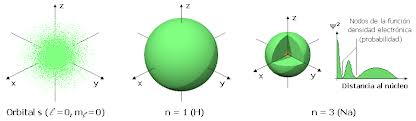 z
x
y
Orbital s (ℓ=0, mℓ=0)
z
x
y
n = 1 (H)
z
x
y
n = 3 (Na)
Ψ²
Nodos de la función
densidad electrónica
(probabilidad)
Distancia al núcleo